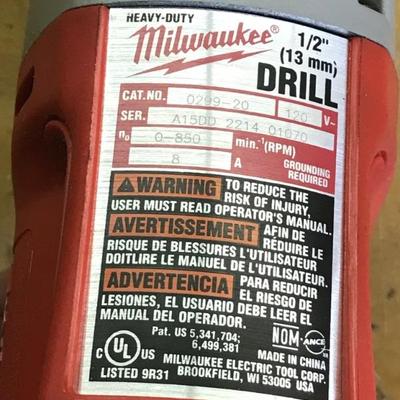 HEAVY-DUTY
Milwaukee®
1/2"
(13 mm)
DRILL
CAT.NO. 0299-20 120 V~
SER. A15DD 2214 01070
n₀ 0-850 min.⁻¹(RPM)
8 A GROUNDING
REQUIRED
WARNING TO REDUCE THE
RISK OF INJURY,
USER MUST READ OPERATOR'S MANUAL.
AVERTISSEMENT AFIN DE
RÉDUIRE LE
RISQUE DE BLESSURES L'UTILISATEUR
DOITLIRE LE MANUEL DE L'UTILISATEUR.
ADVERTENCIA PARA REDUCIR
EL RIESGO DE
LESIONES, EL USUARIO DEBE LEER EL
MANUAL DEL OPERADOR.
Pat. US 5,341,704;
6,499,381
NOM -ANCE
C UL® US
MADE IN CHINA
MILWAUKEE ELECTRIC TOOL CORP.
LISTED 9R31 BROOKFIELD, WI 53005 USA